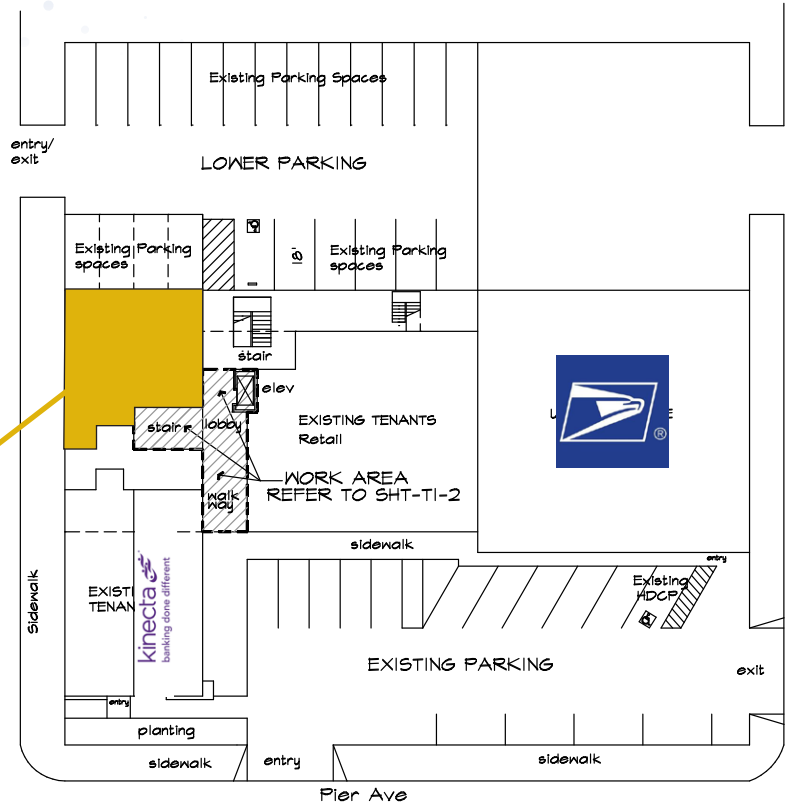 Existing Parking Spaces
entry/
exit
LOWER PARKING
Existing Parking
spaces
18'
Existing Parking
spaces
stair
elev
stair
lobby
EXISTING TENANTS
Retail
WORK AREA
REFER TO SHT-TI-2
walk
way
sidewalk
entry
Existing
HDCP
Sidewalk
EXISTI
TENAN
kinecta
banking done different
EXISTING PARKING
exit
entry
planting
sidewalk
entry
sidewalk
Pier Ave
®